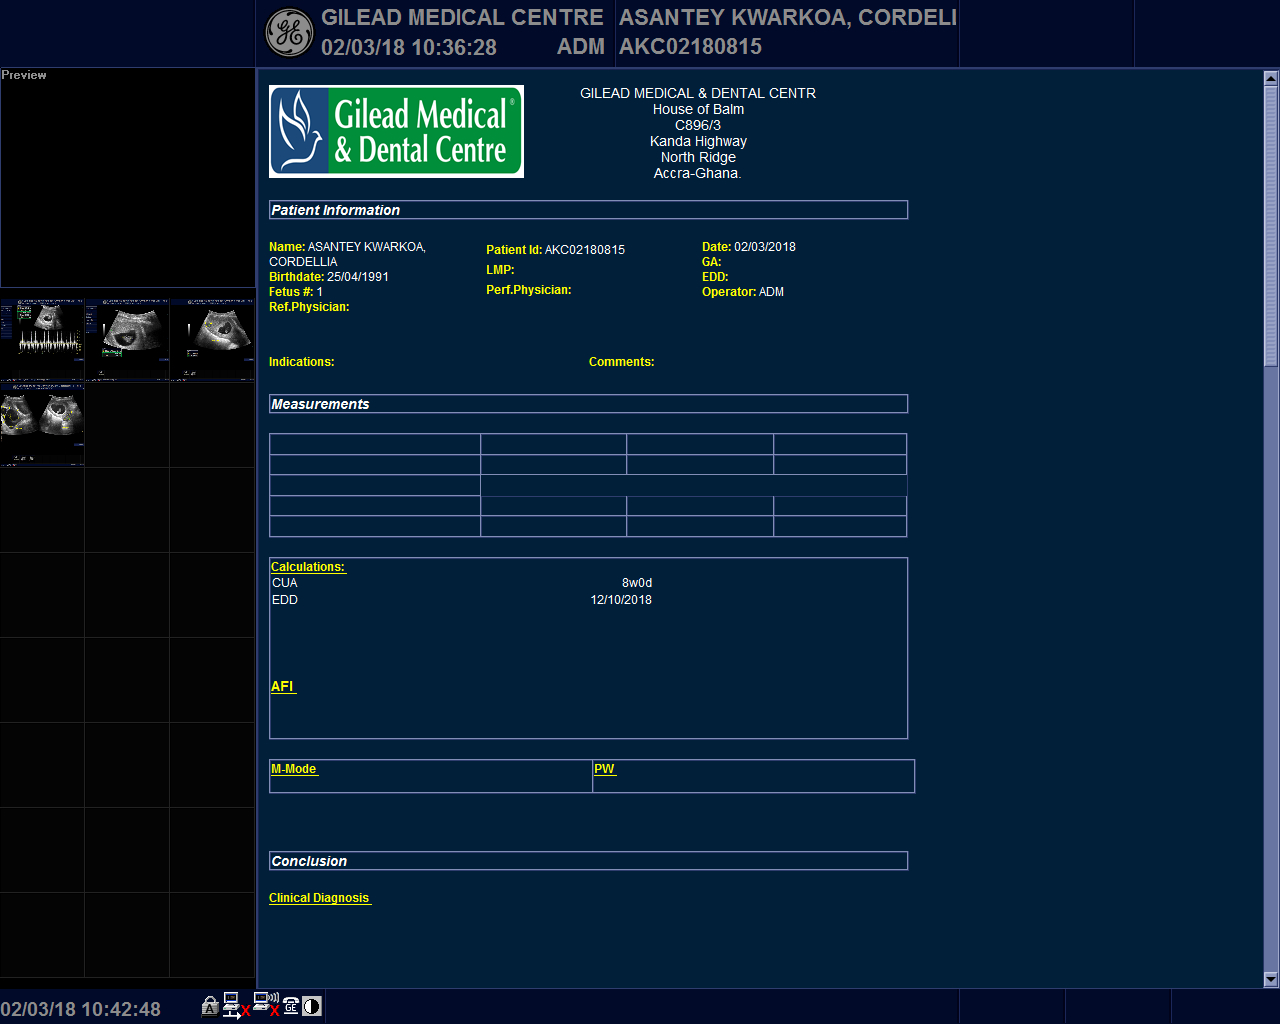 GILEAD MEDICAL CENTRE
ASANTEY KWARKOA, CORDELI
02/03/18 10:36:28
ADM
AKC02180815
Preview
Gilead Medical®
& Dental Centre
GILEAD MEDICAL & DENTAL CENTR
House of Balm
C896/3
Kanda Highway
North Ridge
Accra-Ghana.
Patient Information
Name: ASANTEY KWARKOA,
CORDELLIA
Birthdate: 25/04/1991
Fetus #: 1
Ref.Physician:
Patient Id: AKC02180815
LMP:
Perf.Physician:
Date: 02/03/2018
GA:
EDD:
Operator: ADM
Indications:
Comments:
Measurements
Calculations:
CUA 8w0d
EDD 12/10/2018
AFI
M-Mode
PW
Conclusion
Clinical Diagnosis
02/03/18 10:42:48
A
GE